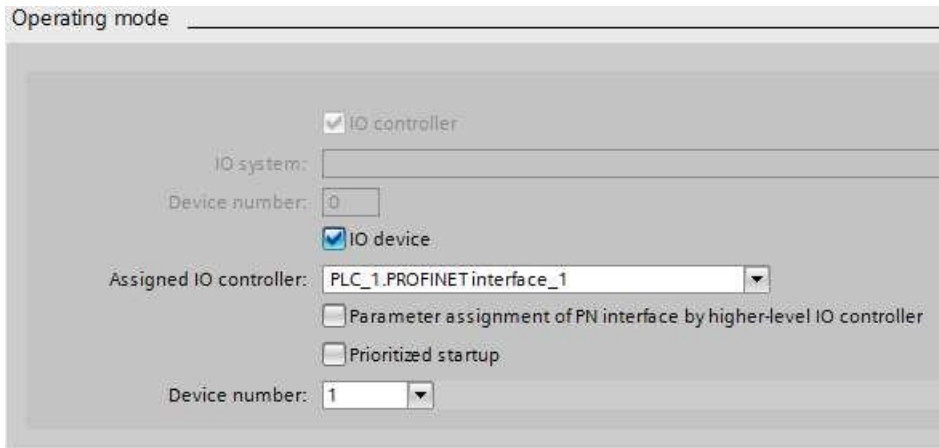 Operating mode
IO controller
IO system:
Device number: 0
IO device
Assigned IO controller: PLC_1.PROFINET interface_1
Parameter assignment of PN interface by higher-level IO controller
Prioritized startup
Device number: 1